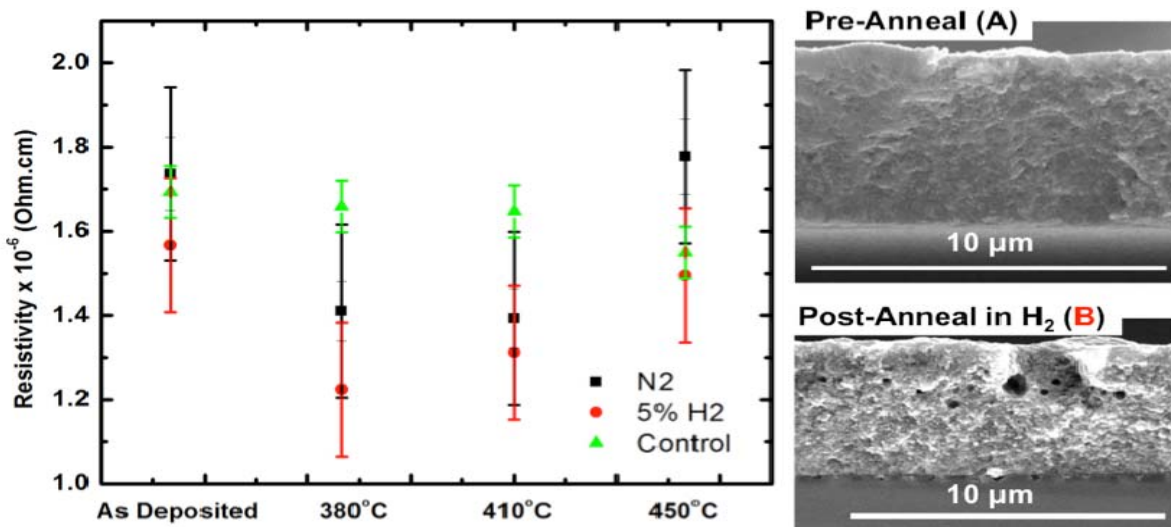 Resistivity x 10⁻⁶ (Ohm.cm)
2.0
1.8
1.6
1.4
1.2
1.0
N2
5% H2
Control
As Deposited 380°C 410°C 450°C
Pre-Anneal (A)
10 µm
Post-Anneal in H₂ (B)
10 µm